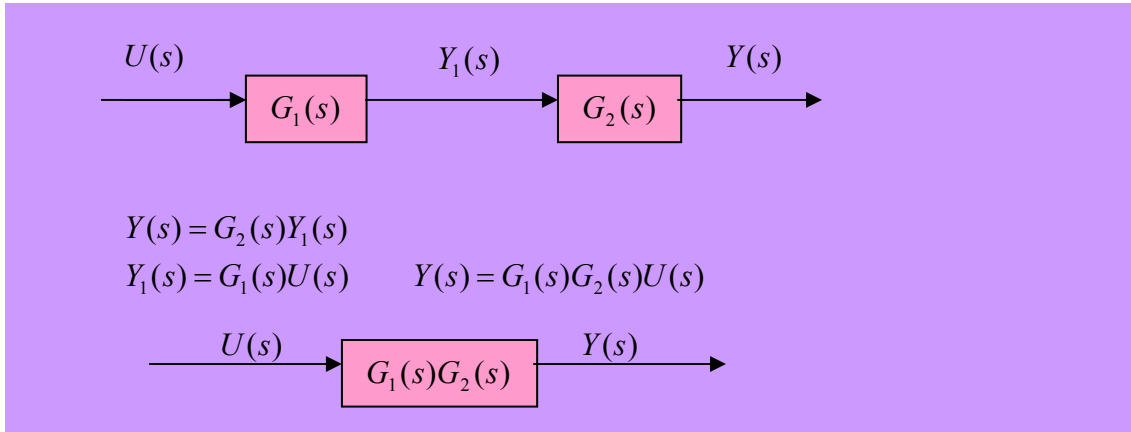 U(s) Y₁(s) Y(s)
G₁(s) G₂(s)
Y(s) = G₂(s)Y₁(s)
Y₁(s) = G₁(s)U(s) Y(s) = G₁(s)G₂(s)U(s)
U(s) Y(s)
G₁(s)G₂(s)